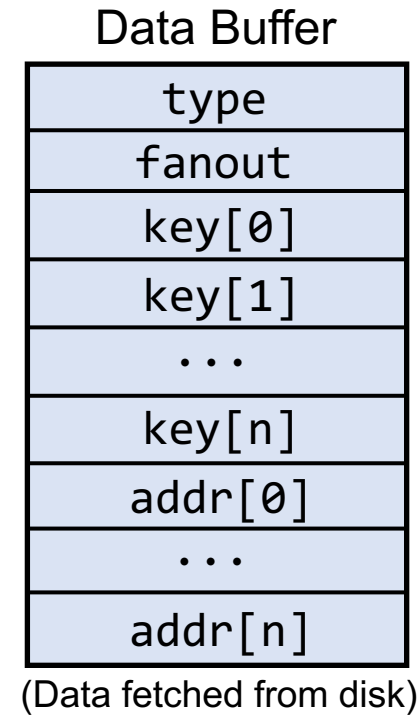 Data Buffer
type
fanout
key[0]
key[1]
...
key[n]
addr[0]
...
addr[n]
(Data fetched from disk)